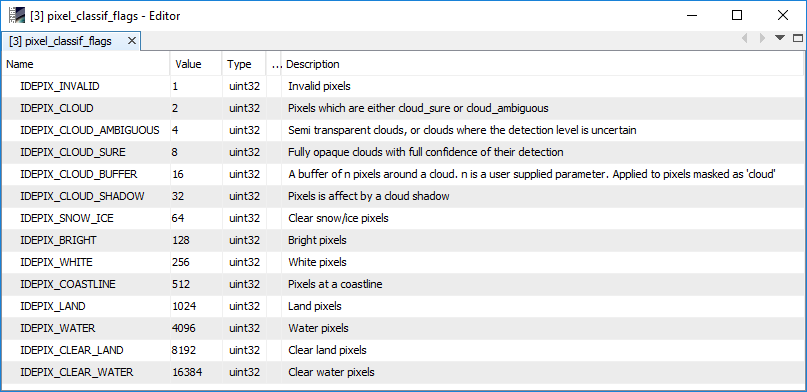 [3] pixel_classif_flags - Editor
[3] pixel_classif_flags
Name Value Type ... Description
IDEPIX_INVALID 1 uint32 Invalid pixels
IDEPIX_CLOUD 2 uint32 Pixels which are either cloud_sure or cloud_ambiguous
IDEPIX_CLOUD_AMBIGUOUS 4 uint32 Semi transparent clouds, or clouds where the detection level is uncertain
IDEPIX_CLOUD_SURE 8 uint32 Fully opaque clouds with full confidence of their detection
IDEPIX_CLOUD_BUFFER 16 uint32 A buffer of n pixels around a cloud. n is a user supplied parameter. Applied to pixels masked as 'cloud'
IDEPIX_CLOUD_SHADOW 32 uint32 Pixels is affect by a cloud shadow
IDEPIX_SNOW_ICE 64 uint32 Clear snow/ice pixels
IDEPIX_BRIGHT 128 uint32 Bright pixels
IDEPIX_WHITE 256 uint32 White pixels
IDEPIX_COASTLINE 512 uint32 Pixels at a coastline
IDEPIX_LAND 1024 uint32 Land pixels
IDEPIX_WATER 4096 uint32 Water pixels
IDEPIX_CLEAR_LAND 8192 uint32 Clear land pixels
IDEPIX_CLEAR_WATER 16384 uint32 Clear water pixels